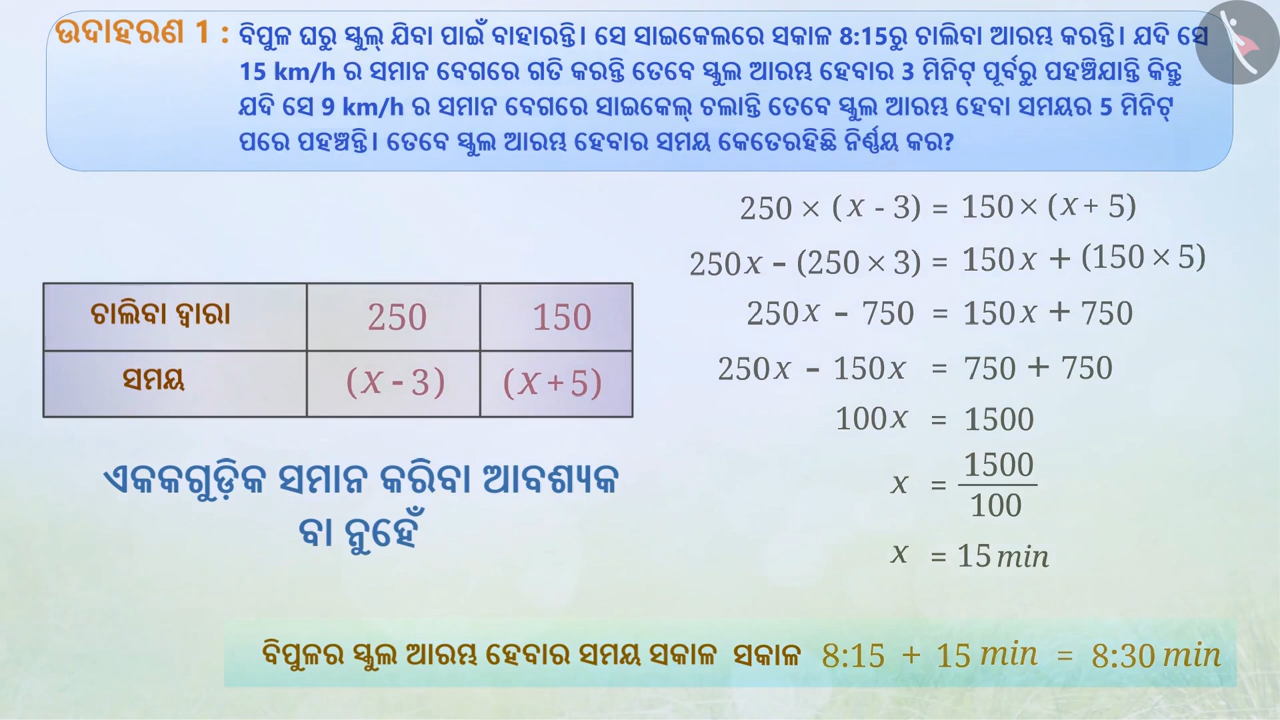 ଉଦାହରଣ 1 : ବିପୁଳ ଘରୁ ସ୍କୁଲ୍ ଯିବା ପାଇଁ ବାହାରନ୍ତି। ସେ ସାଇକେଲରେ ସକାଳ 8:15ରୁ ଚାଲିବା ଆରମ୍ଭ କରନ୍ତି। ଯଦି ସେ
15 km/h ର ସମାନ ବେଗରେ ଗତି କରନ୍ତି ତେବେ ସ୍କୁଲ ଆରମ୍ଭ ହେବାର 3 ମିନିଟ୍ ପୂର୍ବରୁ ପହଞ୍ଚିଯାନ୍ତି କିନ୍ତୁ
ଯଦି ସେ 9 km/h ର ସମାନ ବେଗରେ ସାଇକେଲ୍ ଚଲାନ୍ତି ତେବେ ସ୍କୁଲ ଆରମ୍ଭ ହେବା ସମୟର 5 ମିନିଟ୍
ପରେ ପହଞ୍ଚନ୍ତି। ତେବେ ସ୍କୁଲ ଆରମ୍ଭ ହେବାର ସମୟ କେତେରହିଛି ନିର୍ଣ୍ଣୟ କର?
250 × (x - 3) = 150 × (x + 5)
250x - (250 × 3) = 150x + (150 × 5)
250x - 750 = 150x + 750
250x - 150x = 750 + 750
100x = 1500
x = 1500/100
x = 15 min
ଚାଲିବା ଦ୍ୱାରା 250 150
ସମୟ (x - 3) (x + 5)
ଏକକଗୁଡ଼ିକ ସମାନ କରିବା ଆବଶ୍ୟକ
ବା ନୁହେଁ
ବିପୁଳର ସ୍କୁଲ ଆରମ୍ଭ ହେବାର ସମୟ ସକାଳ ସକାଳ 8:15 + 15 min = 8:30 min